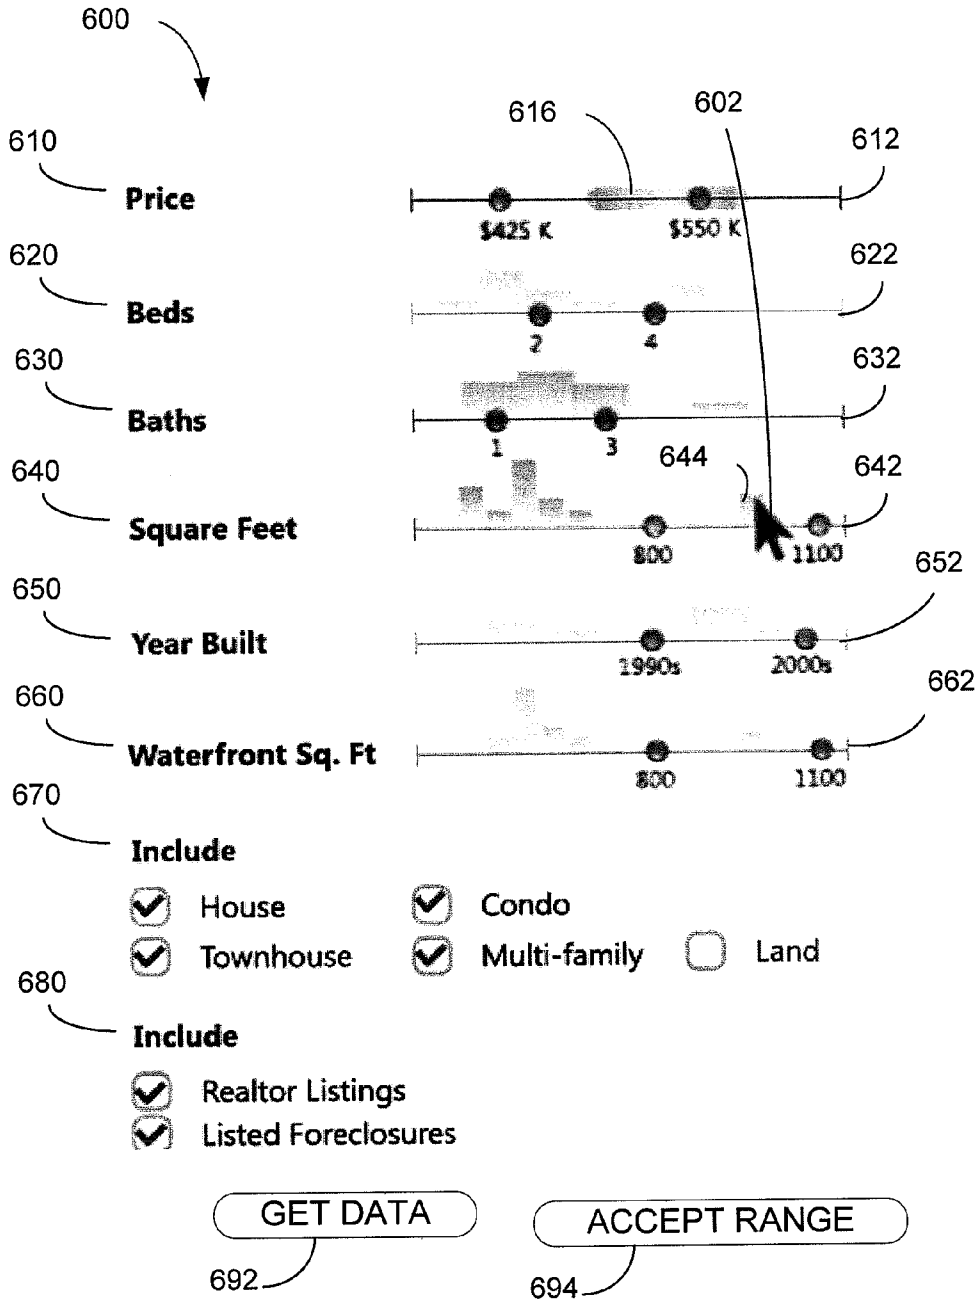 600
616 602
610 612
Price
$425 K $550 K
620 622
Beds
2 4
630 632
Baths
1 3
640 644 642
Square Feet
800 1100
650 652
Year Built
1990s 2000s
660 662
Waterfront Sq. Ft
800 1100
670
Include
House Condo
Townhouse Multi-family Land
680
Include
Realtor Listings
Listed Foreclosures
GET DATA ACCEPT RANGE
692 694